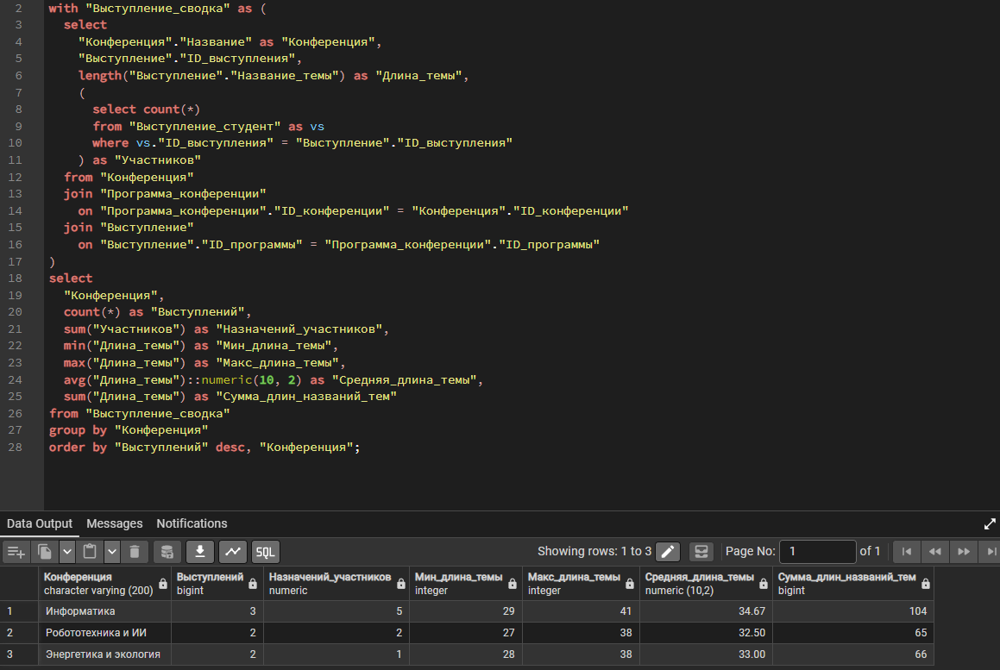 2 with "Выступление_сводка" as (
3 select
4 "Конференция"."Название" as "Конференция",
5 "Выступление"."ID_выступления",
6 length("Выступление"."Название_темы") as "Длина_темы",
7 (
8 select count(*)
9 from "Выступление_студент" as vs
10 where vs."ID_выступления" = "Выступление"."ID_выступления"
11 ) as "Участников"
12 from "Конференция"
13 join "Программа_конференции"
14 on "Программа_конференции"."ID_конференции" = "Конференция"."ID_конференции"
15 join "Выступление"
16 on "Выступление"."ID_программы" = "Программа_конференции"."ID_программы"
17 )
18 select
19 "Конференция",
20 count(*) as "Выступлений",
21 sum("Участников") as "Назначений_участников",
22 min("Длина_темы") as "Мин_длина_темы",
23 max("Длина_темы") as "Макс_длина_темы",
24 avg("Длина_темы")::numeric(10, 2) as "Средняя_длина_темы",
25 sum("Длина_темы") as "Сумма_длин_названий_тем"
26 from "Выступление_сводка"
27 group by "Конференция"
28 order by "Выступлений" desc, "Конференция";
Data Output Messages Notifications
SQL Showing rows: 1 to 3 Page No: 1 of 1
Конференция Выступлений Назначений_участников Мин_длина_темы Макс_длина_темы Средняя_длина_темы Сумма_длин_названий_тем
character varying (200) bigint numeric integer integer numeric (10,2) bigint
1 Информатика 3 5 29 41 34.67 104
2 Робототехника и ИИ 2 2 27 38 32.50 65
3 Энергетика и экология 2 1 28 38 33.00 66